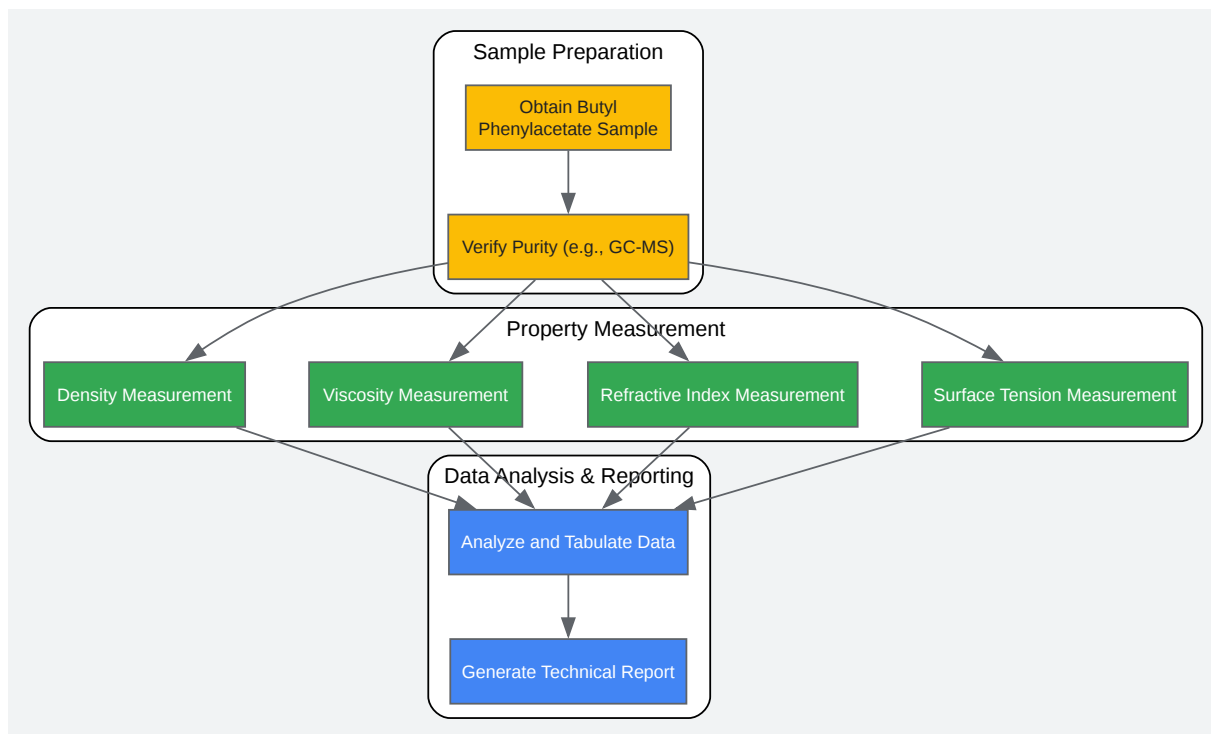 Sample Preparation
Obtain Butyl
Phenylacetate Sample
Verify Purity (e.g., GC-MS)
Property Measurement
Density Measurement
Viscosity Measurement
Refractive Index Measurement
Surface Tension Measurement
Data Analysis & Reporting
Analyze and Tabulate Data
Generate Technical Report